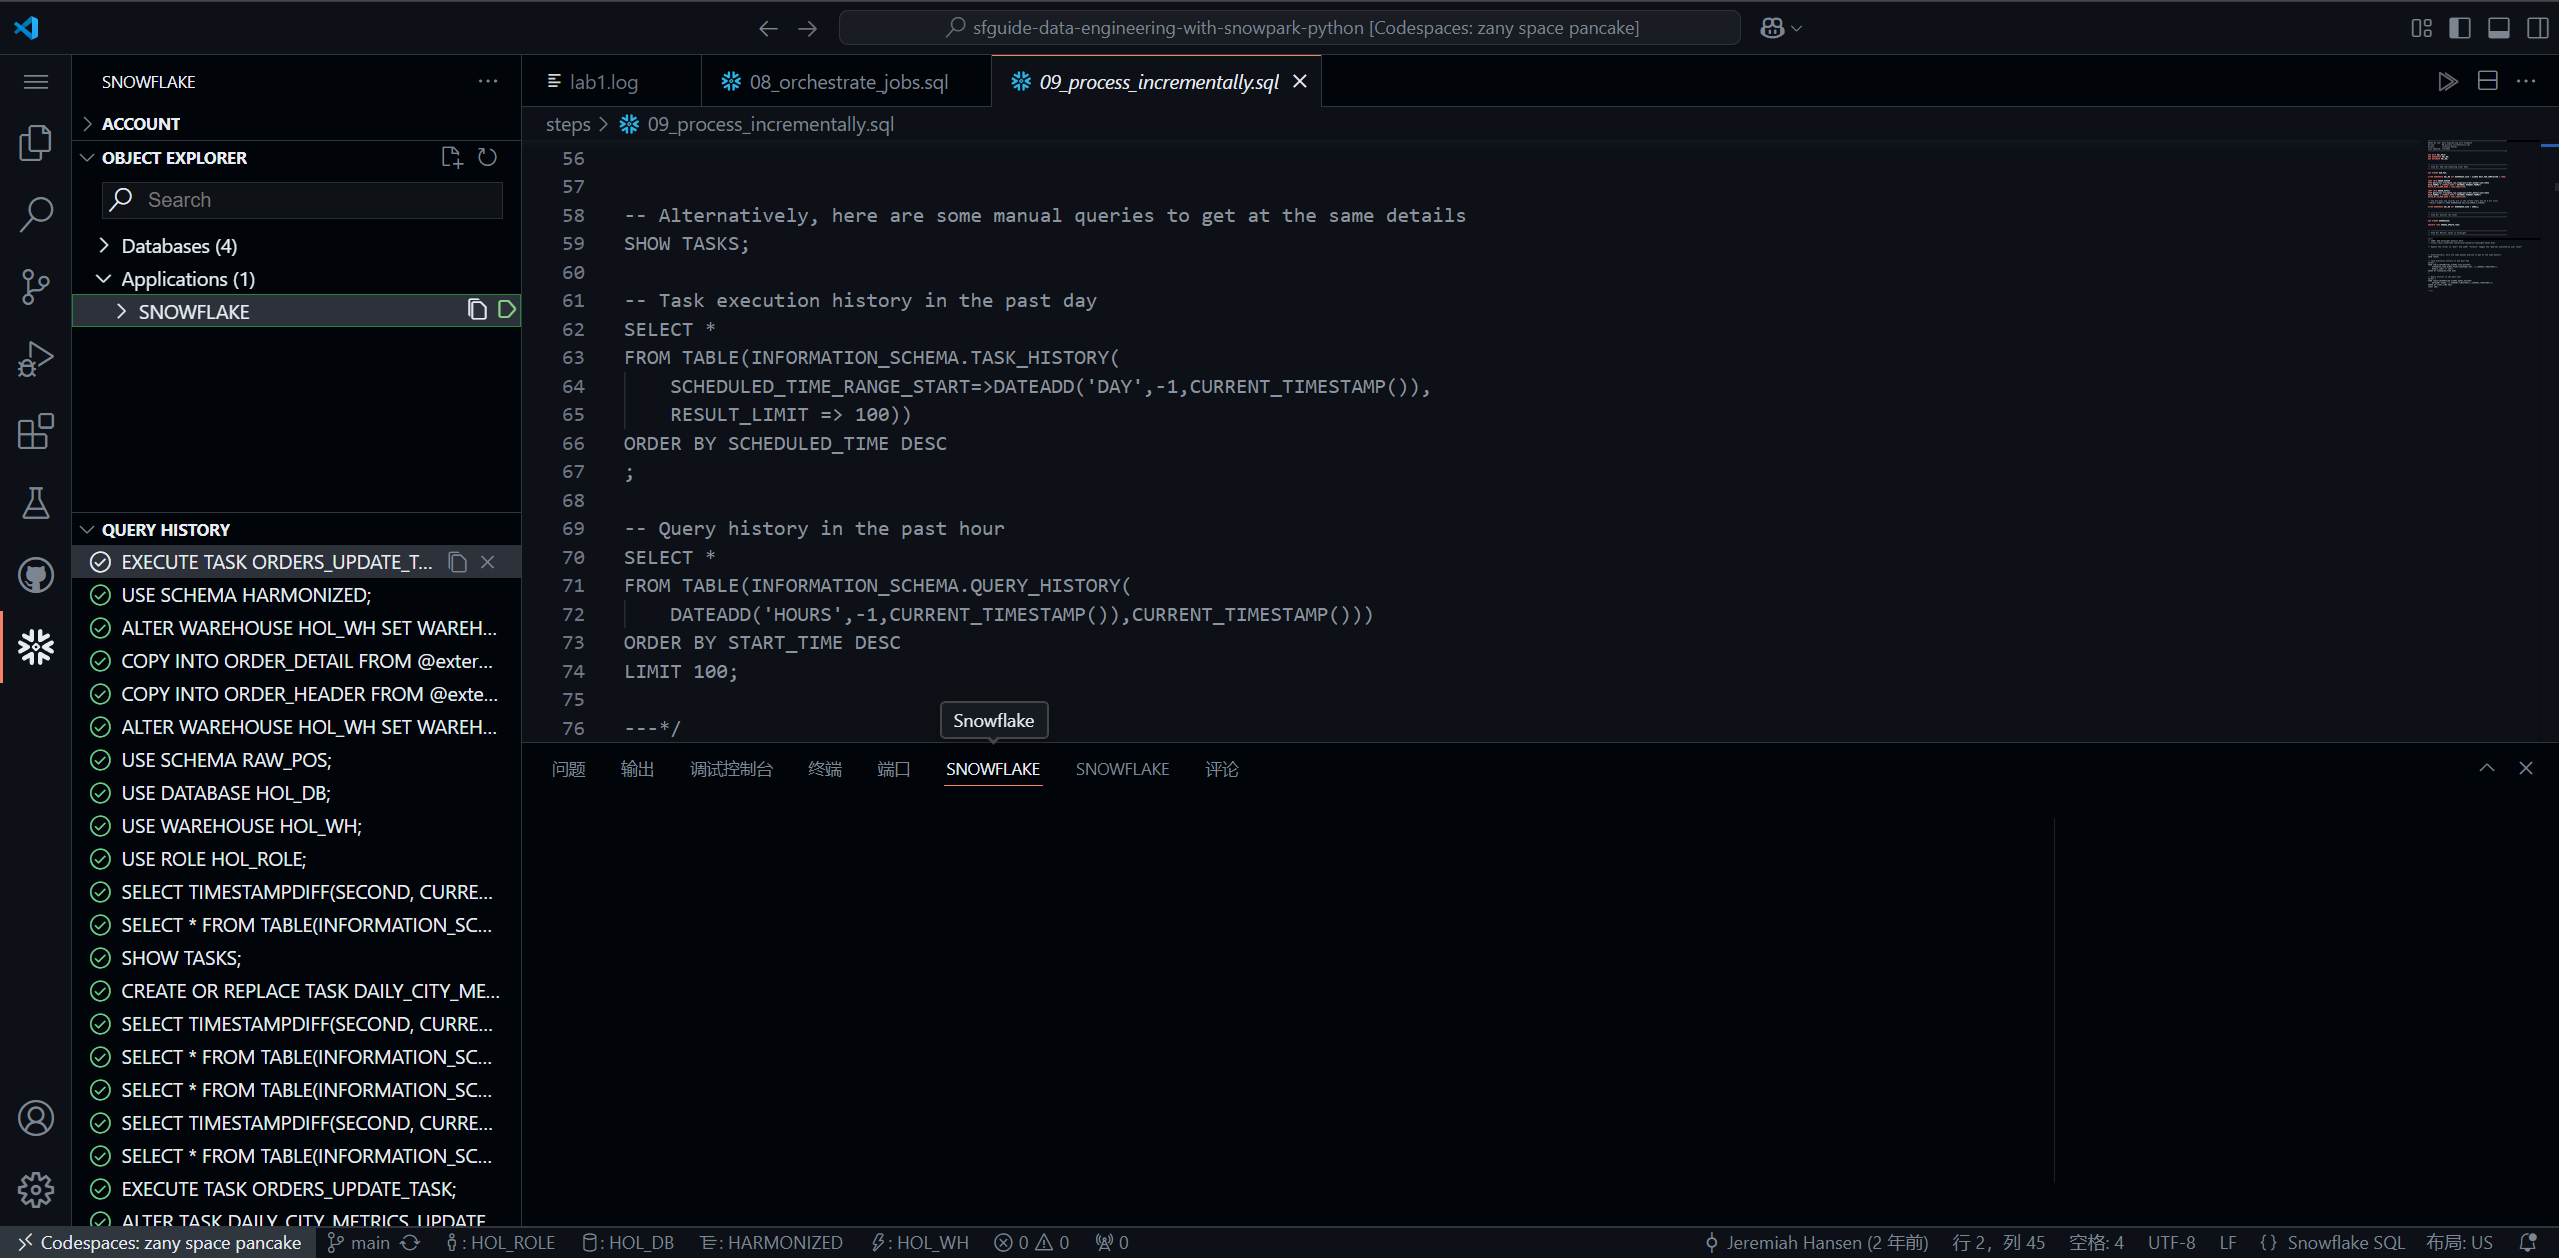 sfguide-data-engineering-with-snowpark-python [Codespaces: zany space pancake]
SNOWFLAKE
ACCOUNT
OBJECT EXPLORER
Search
Databases (4)
Applications (1)
SNOWFLAKE
QUERY HISTORY
EXECUTE TASK ORDERS_UPDATE_T...
USE SCHEMA HARMONIZED;
ALTER WAREHOUSE HOL_WH SET WAREH...
COPY INTO ORDER_DETAIL FROM @exter...
COPY INTO ORDER_HEADER FROM @exte...
ALTER WAREHOUSE HOL_WH SET WAREH...
USE SCHEMA RAW_POS;
USE DATABASE HOL_DB;
USE WAREHOUSE HOL_WH;
USE ROLE HOL_ROLE;
SELECT TIMESTAMPDIFF(SECOND, CURRE...
SELECT * FROM TABLE(INFORMATION_SC...
SHOW TASKS;
CREATE OR REPLACE TASK DAILY_CITY_ME...
SELECT TIMESTAMPDIFF(SECOND, CURRE...
SELECT * FROM TABLE(INFORMATION_SC...
SELECT * FROM TABLE(INFORMATION_SC...
SELECT TIMESTAMPDIFF(SECOND, CURRE...
SELECT * FROM TABLE(INFORMATION_SC...
EXECUTE TASK ORDERS_UPDATE_TASK;
ALTER TASK DAILY_CITY_METRICS_UPDATE
lab1.log
08_orchestrate_jobs.sql
09_process_incrementally.sql
steps > 09_process_incrementally.sql
56
57
58 -- Alternatively, here are some manual queries to get at the same details
59 SHOW TASKS;
60
61 -- Task execution history in the past day
62 SELECT *
63 FROM TABLE(INFORMATION_SCHEMA.TASK_HISTORY(
64 SCHEDULED_TIME_RANGE_START=>DATEADD('DAY',-1,CURRENT_TIMESTAMP()),
65 RESULT_LIMIT => 100))
66 ORDER BY SCHEDULED_TIME DESC
67 ;
68
69 -- Query history in the past hour
70 SELECT *
71 FROM TABLE(INFORMATION_SCHEMA.QUERY_HISTORY(
72 DATEADD('HOURS',-1,CURRENT_TIMESTAMP()),CURRENT_TIMESTAMP()))
73 ORDER BY START_TIME DESC
74 LIMIT 100;
75
76 ---*/
Snowflake
问题 输出 调试控制台 终端 端口 SNOWFLAKE SNOWFLAKE 评论
Codespaces: zany space pancake main : HOL_ROLE : HOL_DB : HARMONIZED : HOL_WH 0 0 0 Jeremiah Hansen (2 年前) 行 2，列 45 空格: 4 UTF-8 LF {} Snowflake SQL 布局: US